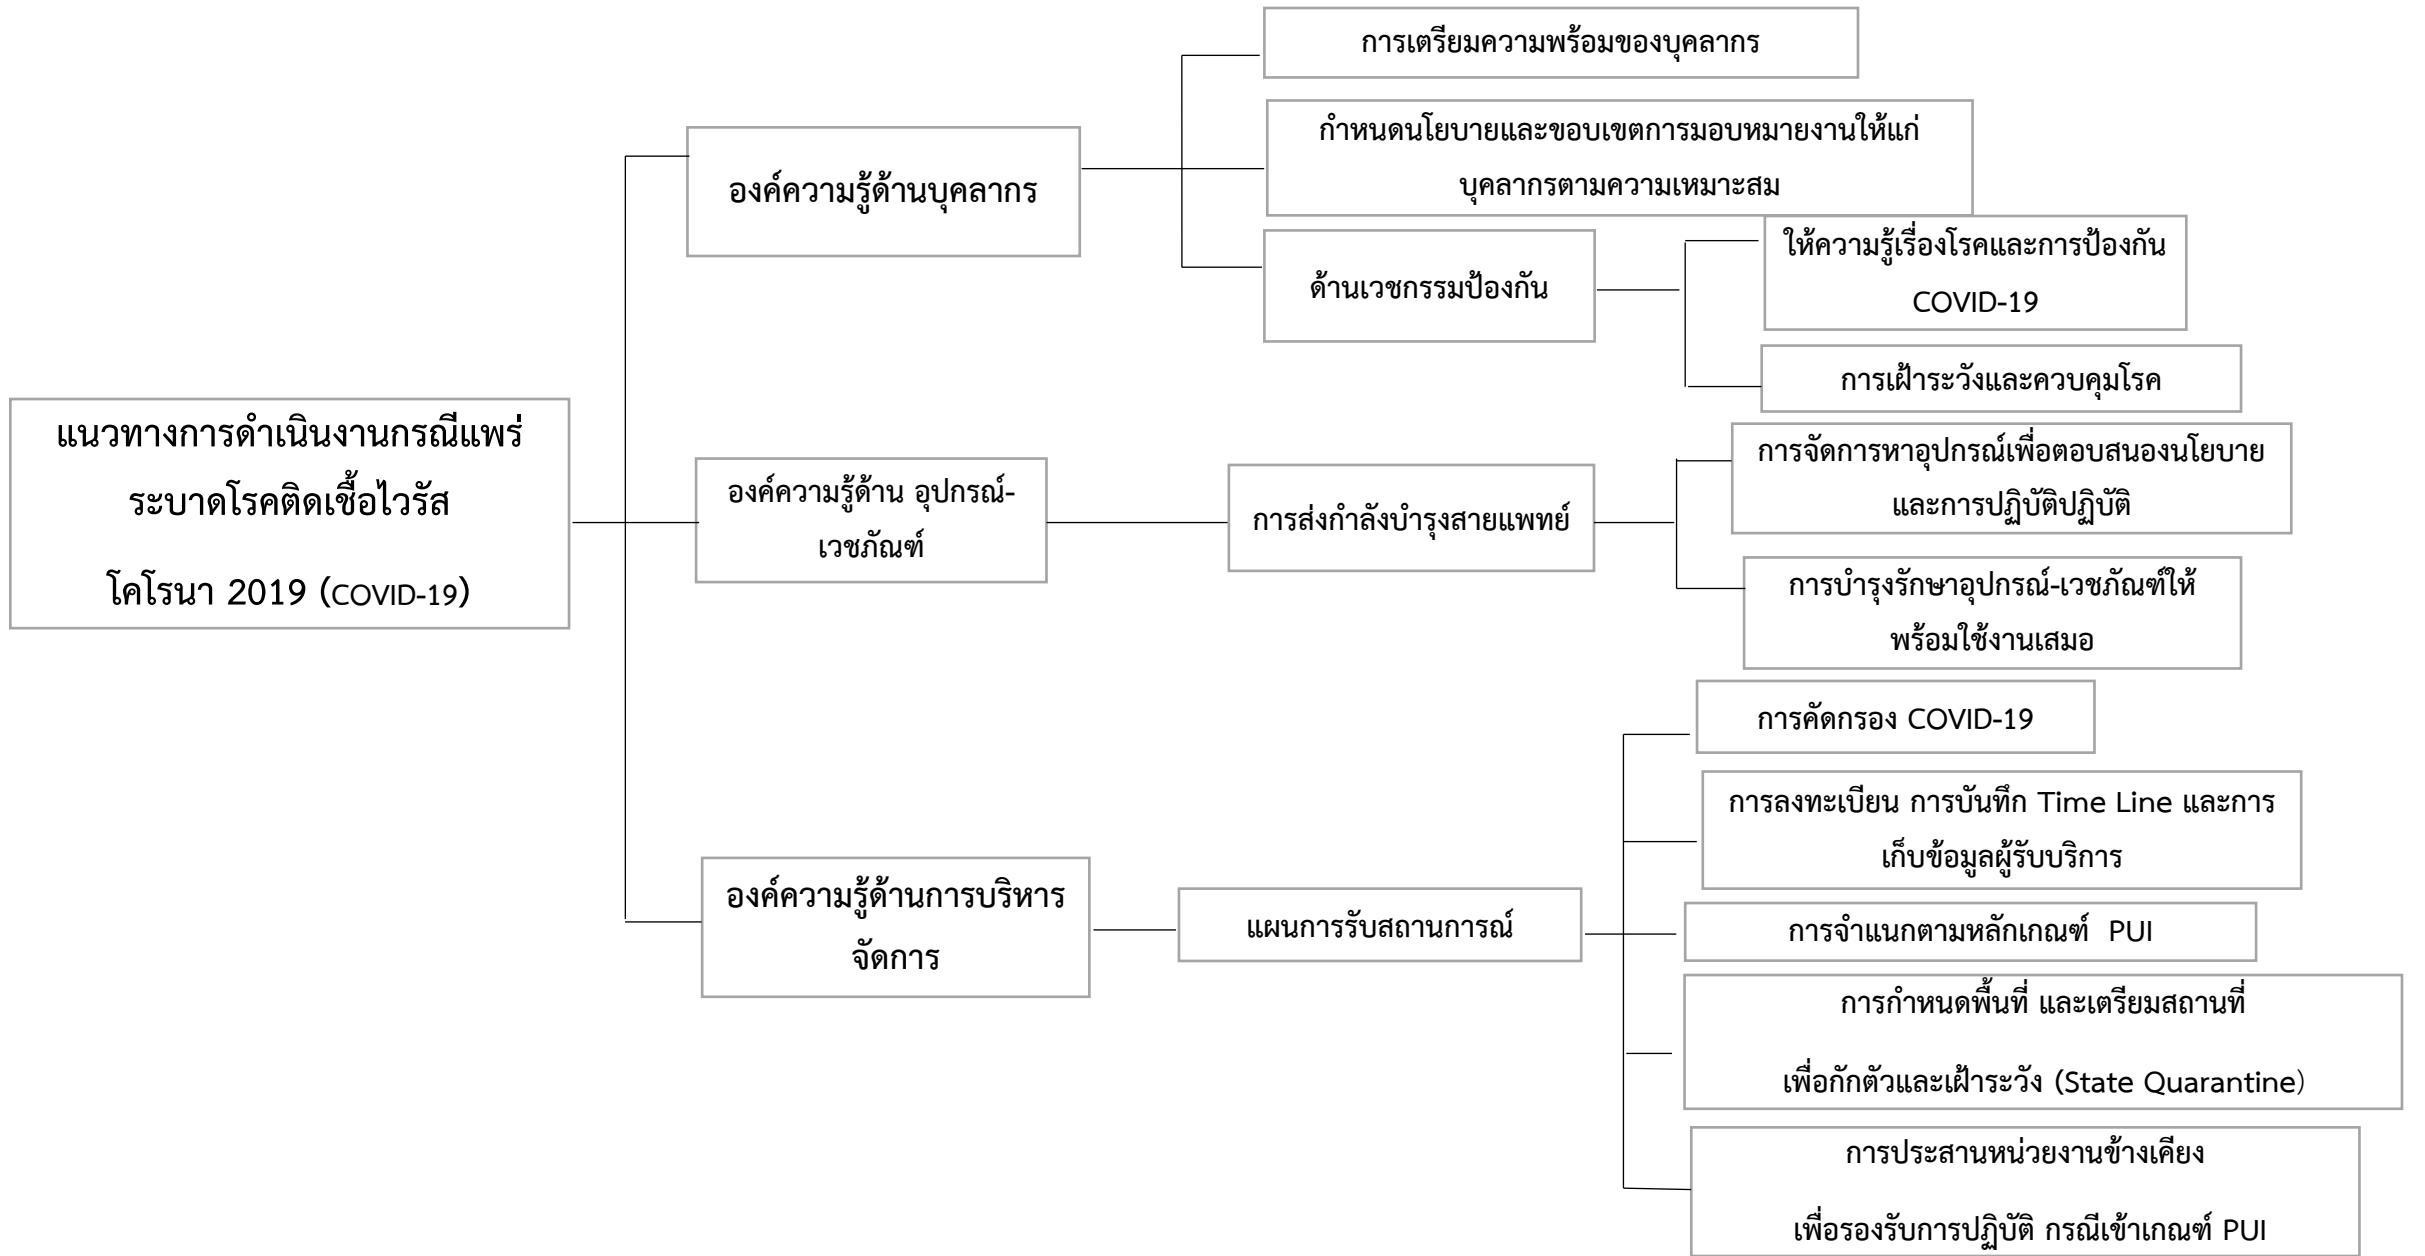 แนวทางการดำเนินงานกรณีแพร่
ระบาดโรคติดเชื้อไวรัส
โคโรนา 2019 (COVID-19)
องค์ความรู้ด้านบุคลากร
การเตรียมความพร้อมของบุคลากร
กำหนดนโยบายและขอบเขตการมอบหมายงานให้แก่
บุคลากรตามความเหมาะสม
ด้านเวชกรรมป้องกัน
ให้ความรู้เรื่องโรคและการป้องกัน
COVID-19
การเฝ้าระวังและควบคุมโรค
องค์ความรู้ด้าน อุปกรณ์-
เวชภัณฑ์
การส่งกำลังบำรุงสายแพทย์
การจัดการหาอุปกรณ์เพื่อตอบสนองนโยบาย
และการปฏิบัติปฏิบัติ
การบำรุงรักษาอุปกรณ์-เวชภัณฑ์ให้
พร้อมใช้งานเสมอ
องค์ความรู้ด้านการบริหาร
จัดการ
แผนการรับสถานการณ์
การคัดกรอง COVID-19
การลงทะเบียน การบันทึก Time Line และการ
เก็บข้อมูลผู้รับบริการ
การจำแนกตามหลักเกณฑ์ PUI
การกำหนดพื้นที่ และเตรียมสถานที่
เพื่อกักตัวและเฝ้าระวัง (State Quarantine)
การประสานหน่วยงานข้างเคียง
เพื่อรองรับการปฏิบัติ กรณีเข้าเกณฑ์ PUI